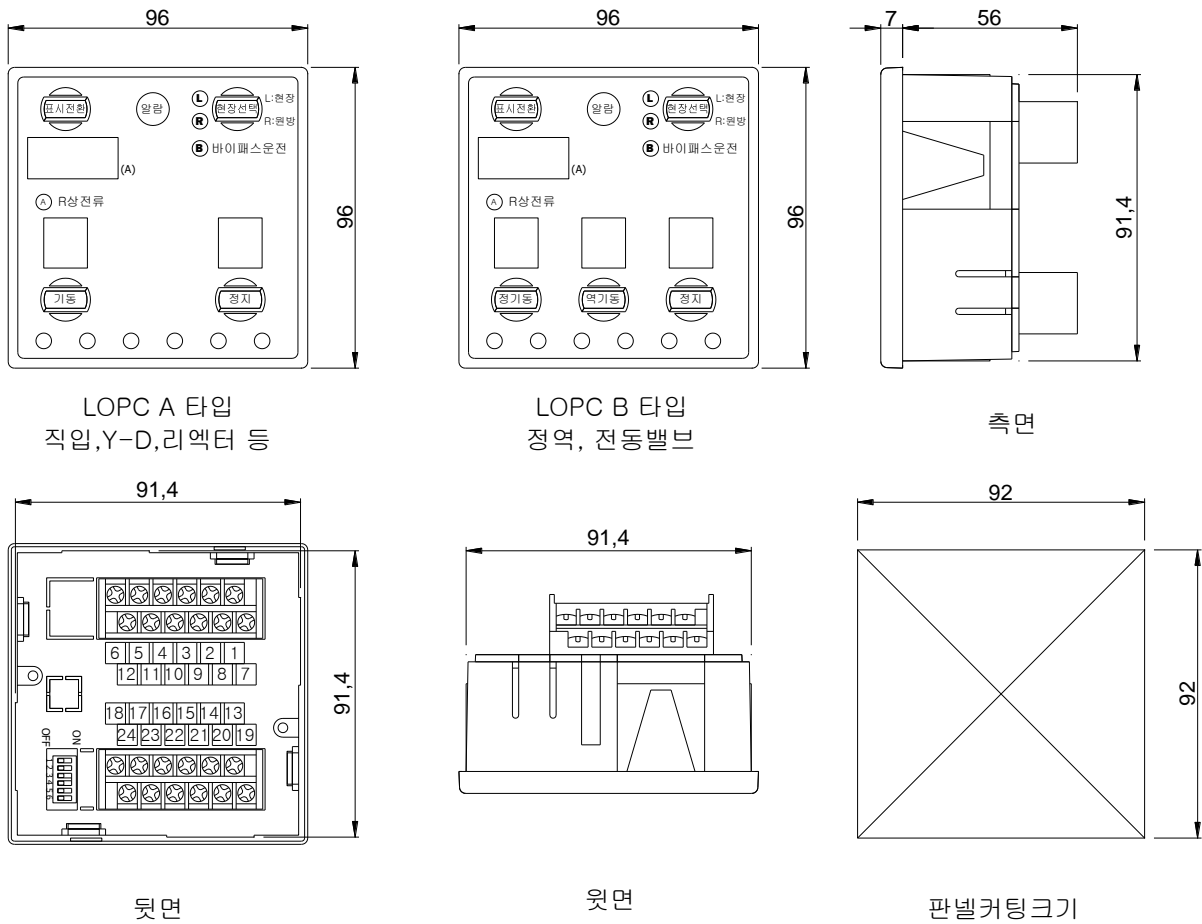 96
96
7
56
표시전환
알람
L
현장선택
L:현장
R
R:원방
(A)
B 바이패스운전
A R상전류
기동
정지
96
표시전환
알람
L
현장선택
L:현장
R
R:원방
(A)
B 바이패스운전
A R상전류
정기동
역기동
정지
96
91,4
LOPC A 타입
직입,Y-D,리엑터 등
LOPC B 타입
정역, 전동밸브
측면
91,4
6 5 4 3 2 1
12 11 10 9 8 7
18 17 16 15 14 13
24 23 22 21 20 19
OFF
ON
1 2 3 4 5 6
91,4
뒷면
91,4
윗면
92
92
판넬커팅크기